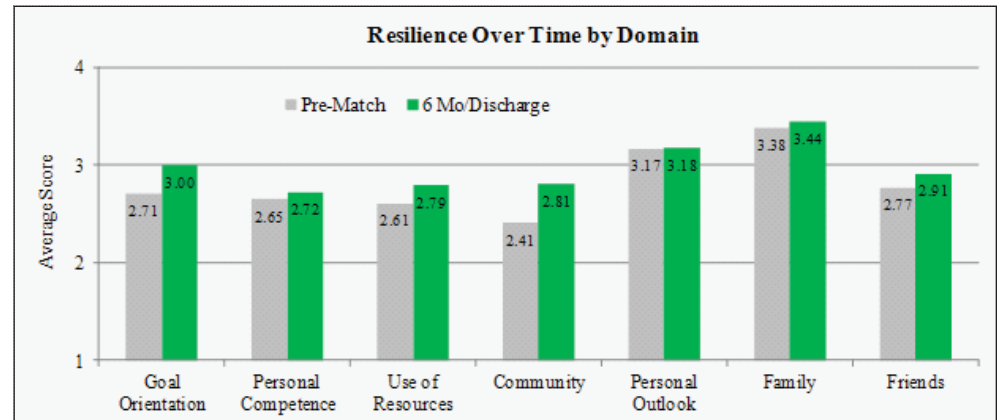 Resilience Over Time by Domain
4
Pre-Match 6 Mo/Discharge
3
2
1
Average Score
2.71 3.00
2.65 2.72
2.61 2.79
2.41 2.81
3.17 3.18
3.38 3.44
2.77 2.91
Goal
Orientation
Personal
Competence
Use of
Resources
Community
Personal
Outlook
Family
Friends